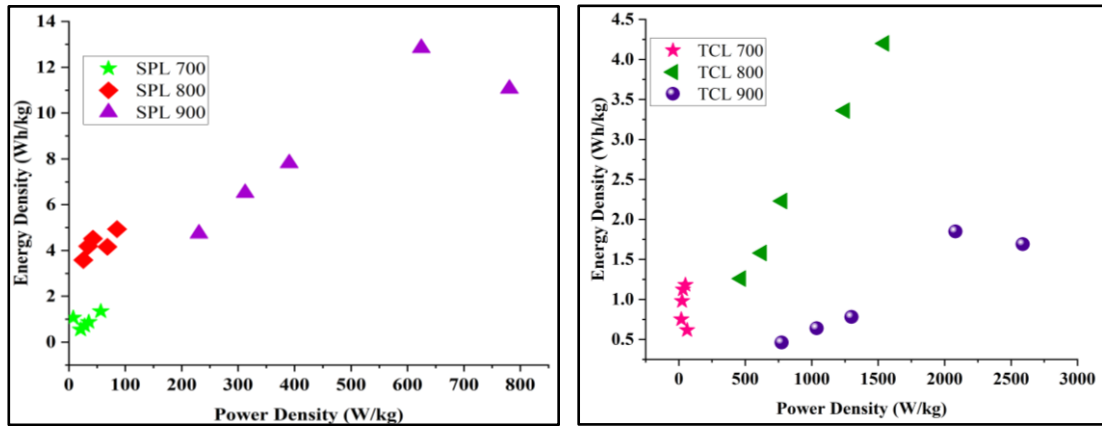 14
12
10
8
6
4
2
0
Energy Density (Wh/kg)
SPL 700
SPL 800
SPL 900
0 100 200 300 400 500 600 700 800
Power Density (W/kg)
4.5
4.0
3.5
3.0
2.5
2.0
1.5
1.0
0.5
Energy Density (Wh/kg)
TCL 700
TCL 800
TCL 900
0 500 1000 1500 2000 2500 3000
Power Density (W/kg)